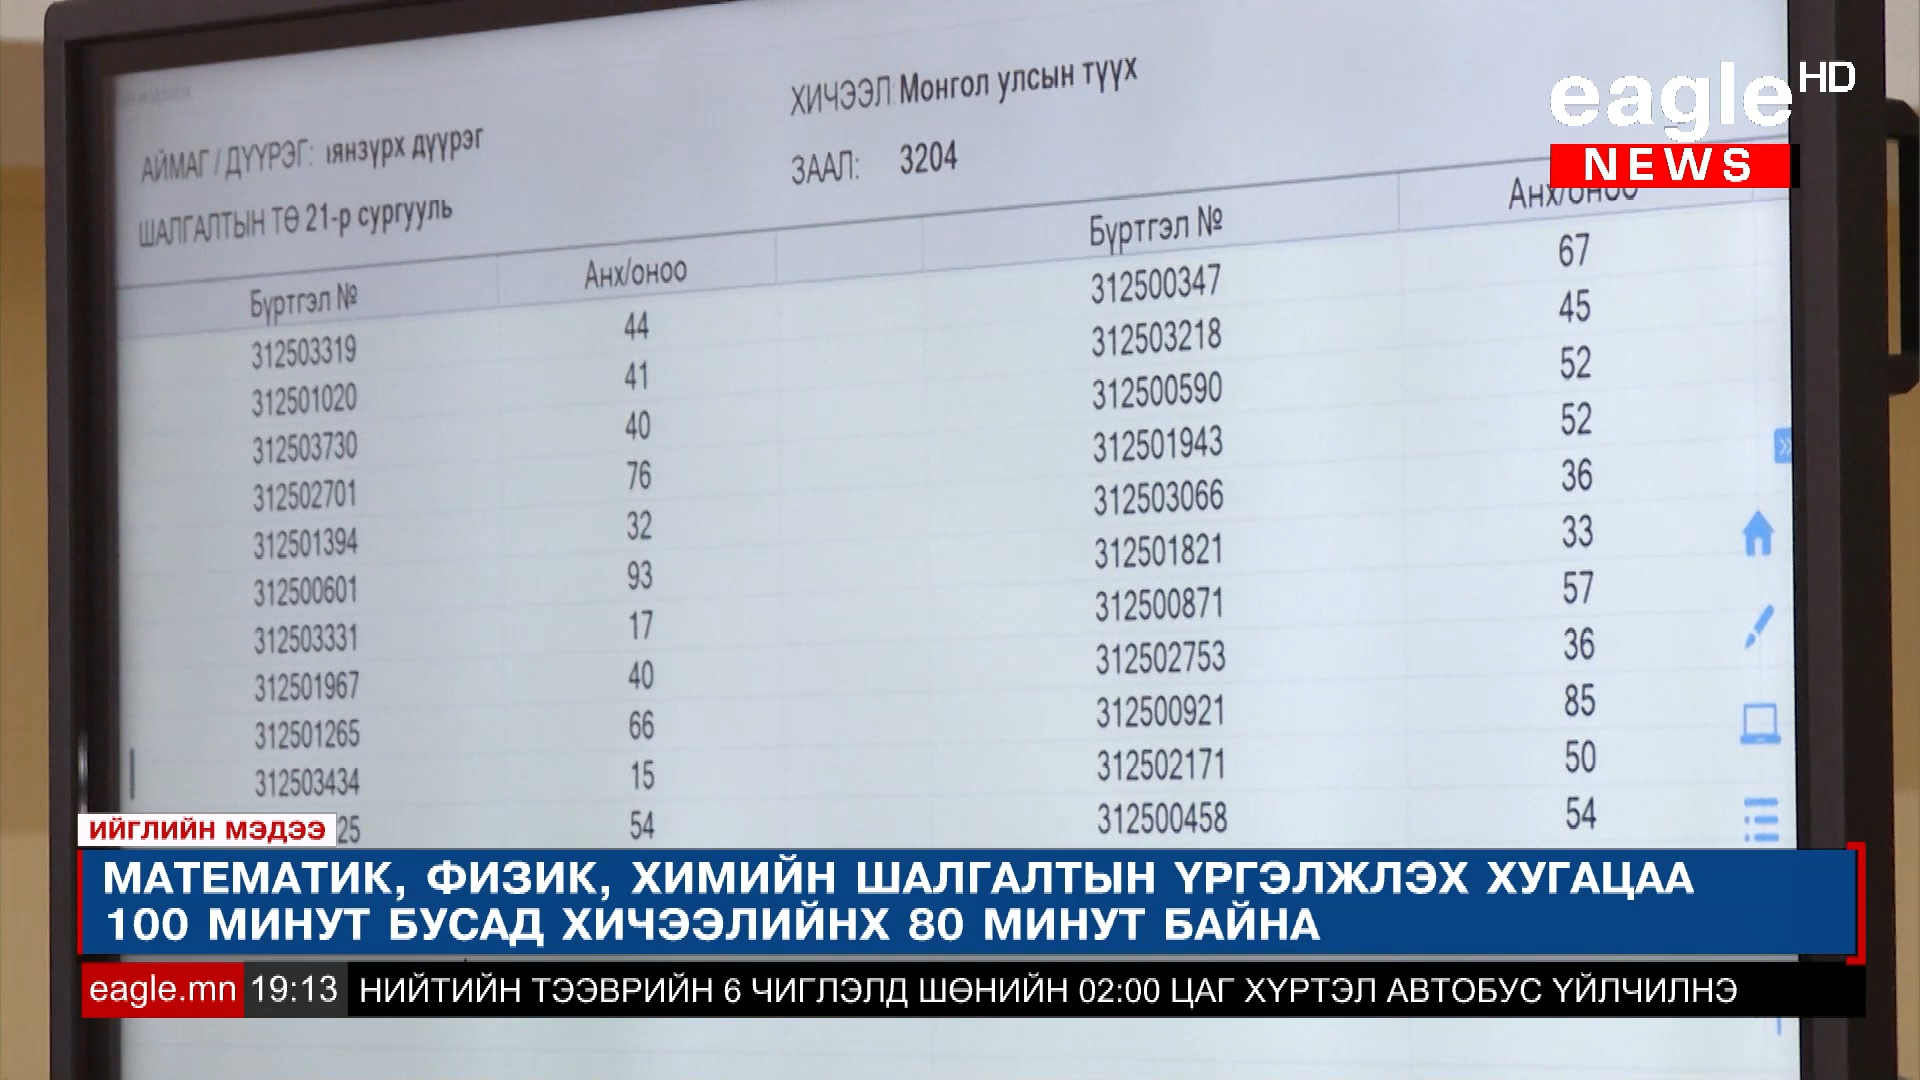 eagle HD
NEWS
ХИЧЭЭЛ Монгол улсын түүх
АЙМАГ / ДҮҮРЭГ: янзүрх дүүрэг
ЗААЛ: 3204
ШАЛГАЛТЫН ТӨ 21-р сургууль
Бүртгэл № Анх/оноо Бүртгэл № Анх/оноо
312503319 44 312500347 67
312501020 41 312503218 45
312503730 40 312500590 52
312502701 76 312501943 52
312501394 32 312503066 36
312500601 93 312501821 33
312503331 17 312500871 57
312501967 40 312502753 36
312501265 66 312500921 85
312503434 15 312502171 50
25 54 312500458 54
ИЙГЛИЙН МЭДЭЭ
МАТЕМАТИК, ФИЗИК, ХИМИЙН ШАЛГАЛТЫН ҮРГЭЛЖЛЭХ ХУГАЦАА
100 МИНУТ БУСАД ХИЧЭЭЛИЙНХ 80 МИНУТ БАЙНА
eagle.mn 19:13 НИЙТИЙН ТЭЭВРИЙН 6 ЧИГЛЭЛД ШӨНИЙН 02:00 ЦАГ ХҮРТЭЛ АВТОБУС ҮЙЛЧИЛНЭ